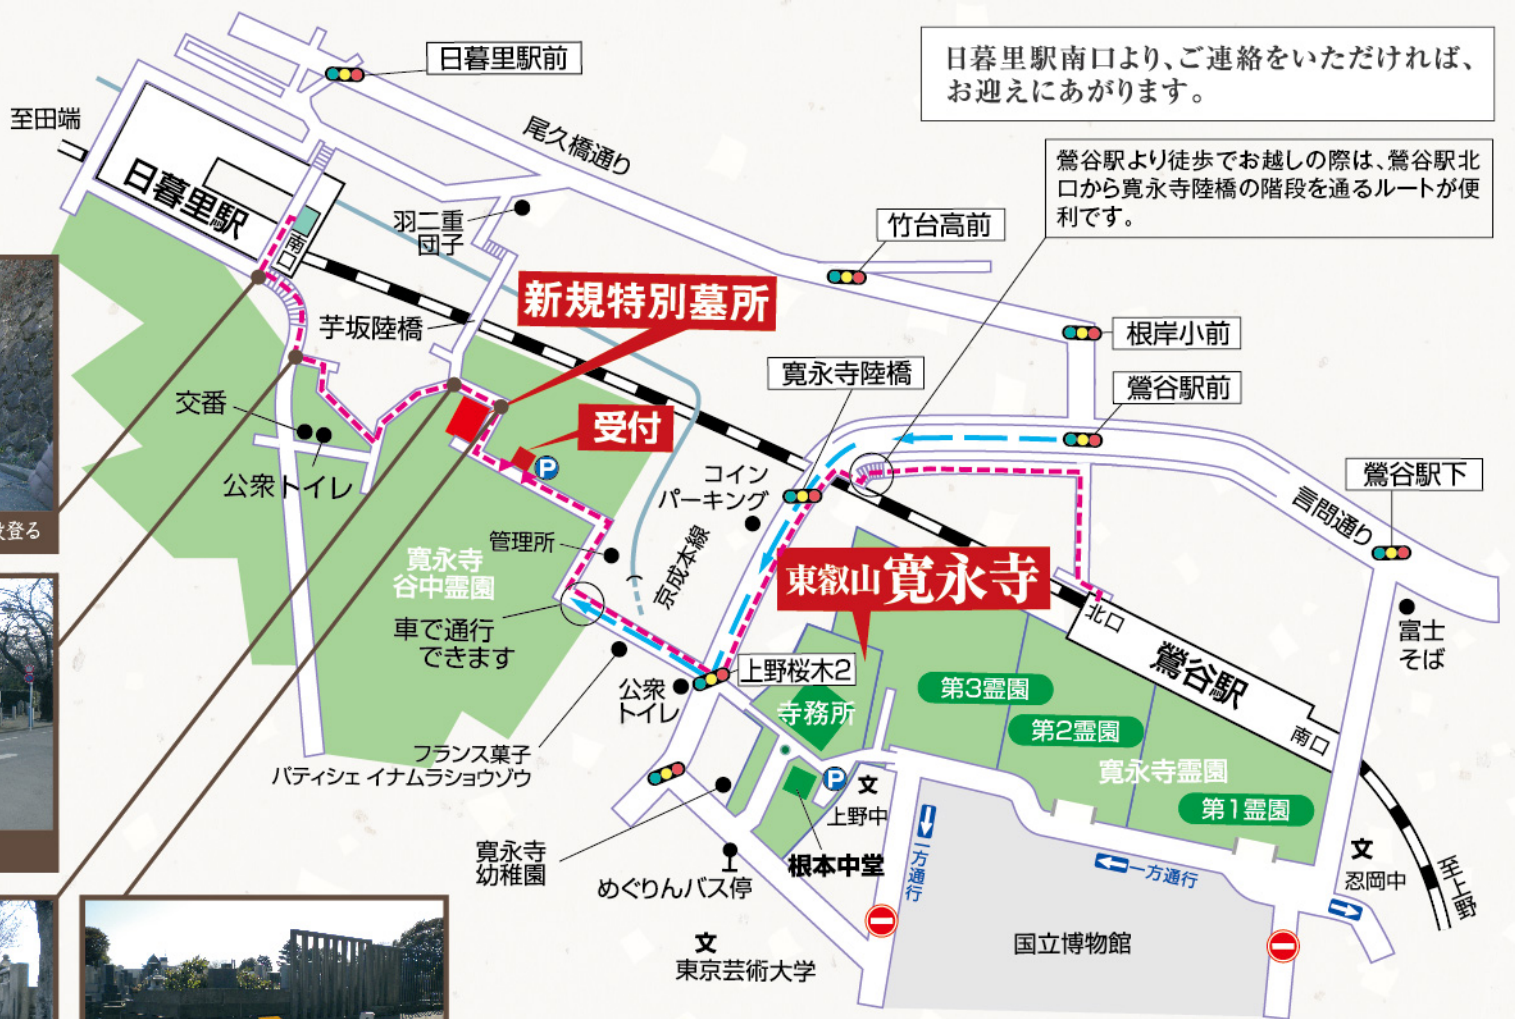 日暮里駅前
日暮里駅南口より、ご連絡をいただければ、
お迎えにあがります。
至田端
尾久橋通り
鶯谷駅より徒歩でお越しの際は、鶯谷駅北
口から寛永寺陸橋の階段を通るルートが便
利です。
日暮里駅
南口
羽二重
団子
竹台高前
新規特別墓所
芋坂陸橋
根岸小前
寛永寺陸橋
鶯谷駅前
交番
受付
P
公衆トイレ
コイン
パーキング
鶯谷駅下
言問通り
段登る
管理所
京成本線
寛永寺
谷中霊園
東叡山 寛永寺
車で通行
できます
北口
鶯谷駅
南口
富士
そば
上野桜木2
公衆
トイレ
寺務所
第3霊園
第2霊園
寛永寺霊園
第1霊園
フランス菓子
パティシェ イナムラショウゾウ
P
文
上野中
寛永寺
幼稚園
めぐりんバス停
根本中堂
一方通行
一方通行
文
忍岡中
至上野
文
東京芸術大学
国立博物館